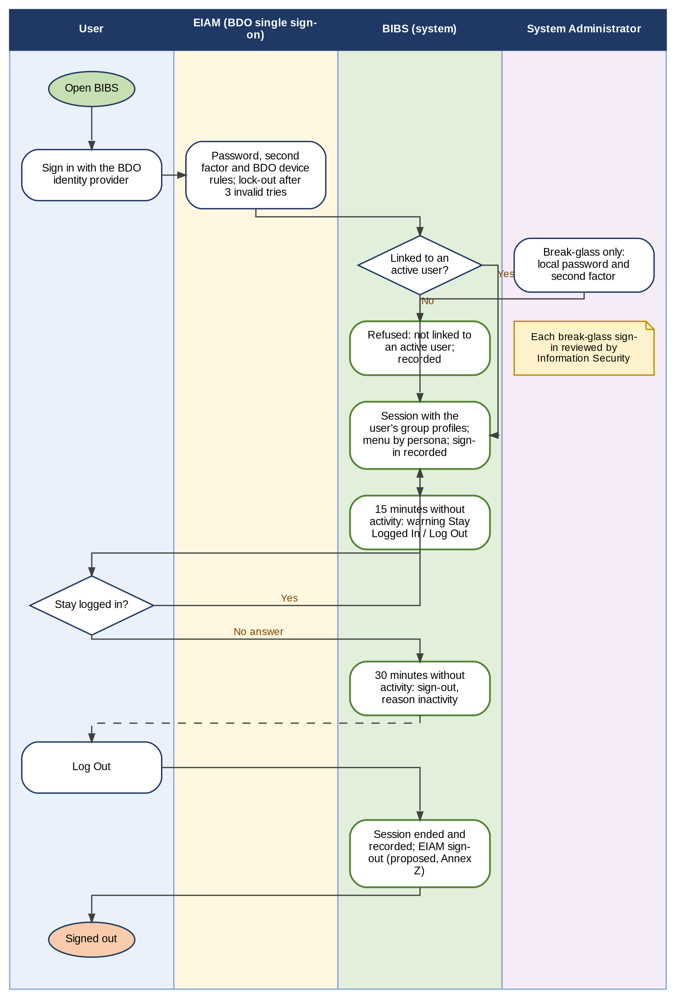 User
EIAM (BDO single sign-
on)
BIBS (system)
System Administrator
Open BIBS
Sign in with the BDO
identity provider
Password, second
factor and BDO device
rules; lock-out after
3 invalid tries
Linked to an
active user?
Yes
Break-glass only:
local password and
second factor
No
Refused: not linked to
an active user;
recorded
Each break-glass sign-
in reviewed by
Information Security
Session with the
user's group profiles;
menu by persona; sign-
in recorded
15 minutes without
activity: warning Stay
Logged In / Log Out
Stay logged in?
Yes
No answer
30 minutes without
activity: sign-out,
reason inactivity
Log Out
Session ended and
recorded; EIAM sign-
out (proposed, Annex
Z)
Signed out